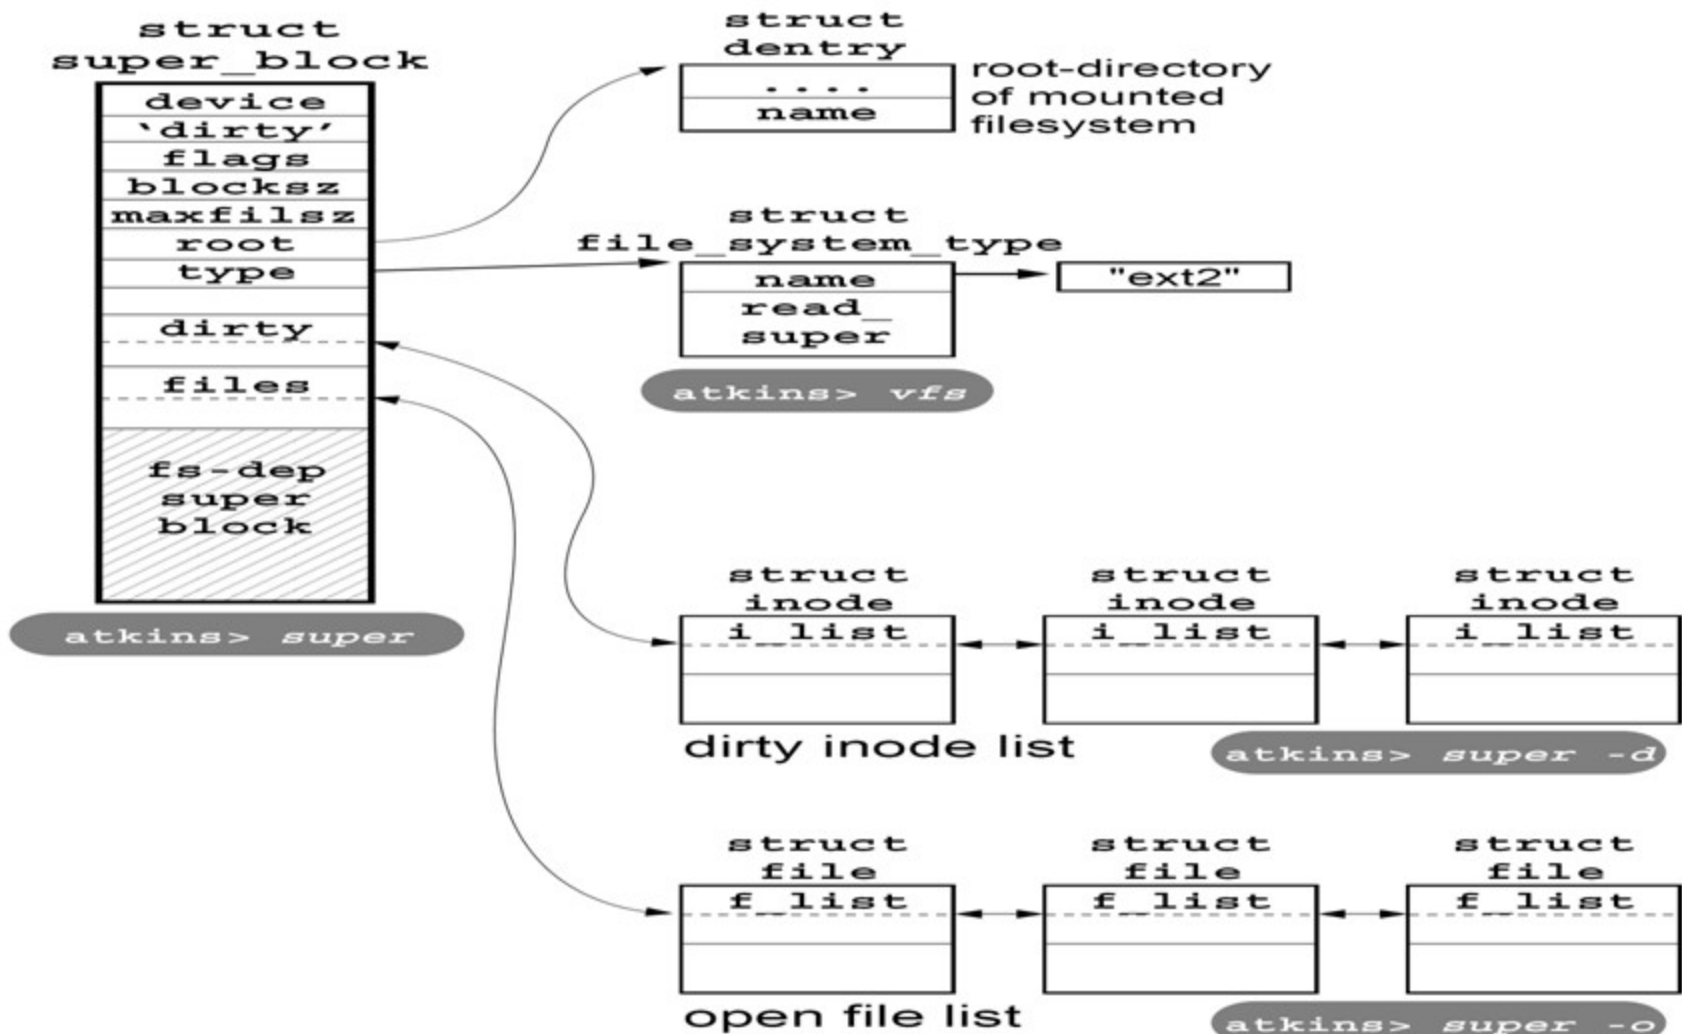 struct
super_block
device
‘dirty’
flags
blocksz
maxfilsz
root
type
dirty
files
fs-dep
super
block
atkins> super
struct
dentry
....
name
root-directory
of mounted
filesystem
struct
file_system_type
name
read_
super
"ext2"
atkins> vfs
struct
inode
i_list
struct
inode
i_list
struct
inode
i_list
dirty inode list
atkins> super -d
struct
file
f_list
struct
file
f_list
struct
file
f_list
open file list
atkins> super -o